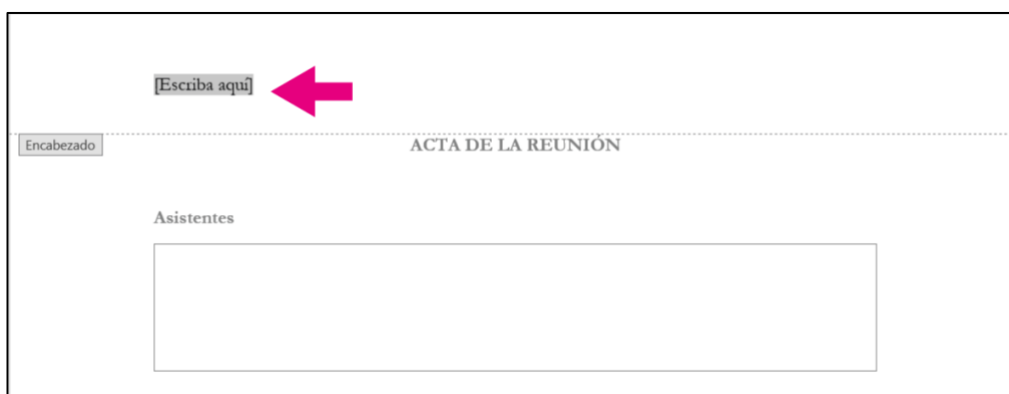 [Escriba aquí]
Encabezado
ACTA DE LA REUNIÓN
Asistentes